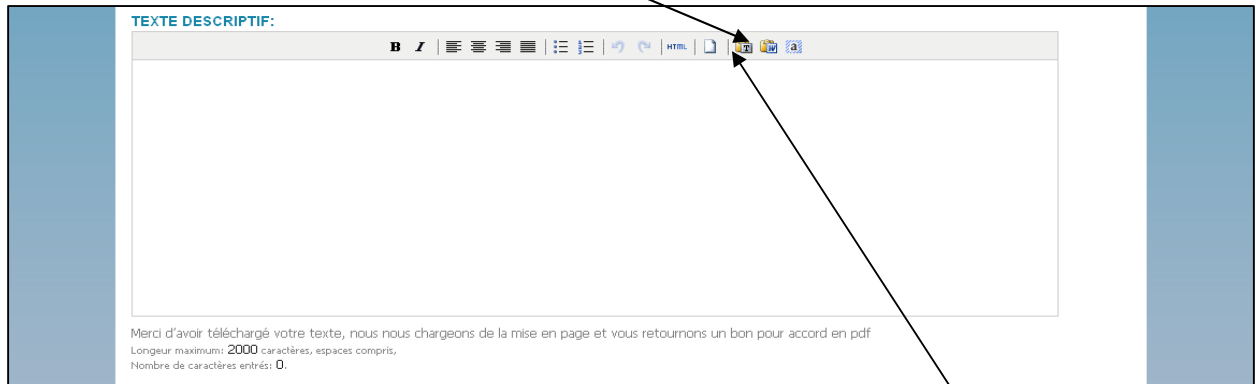 TEXTE DESCRIPTIF:
B I HTML T W a
Merci d'avoir téléchargé votre texte, nous nous chargeons de la mise en page et vous retournons un bon pour accord en pdf
Longeur maximum: 2000 caractères, espaces compris,
Nombre de caractères entrés: 0.